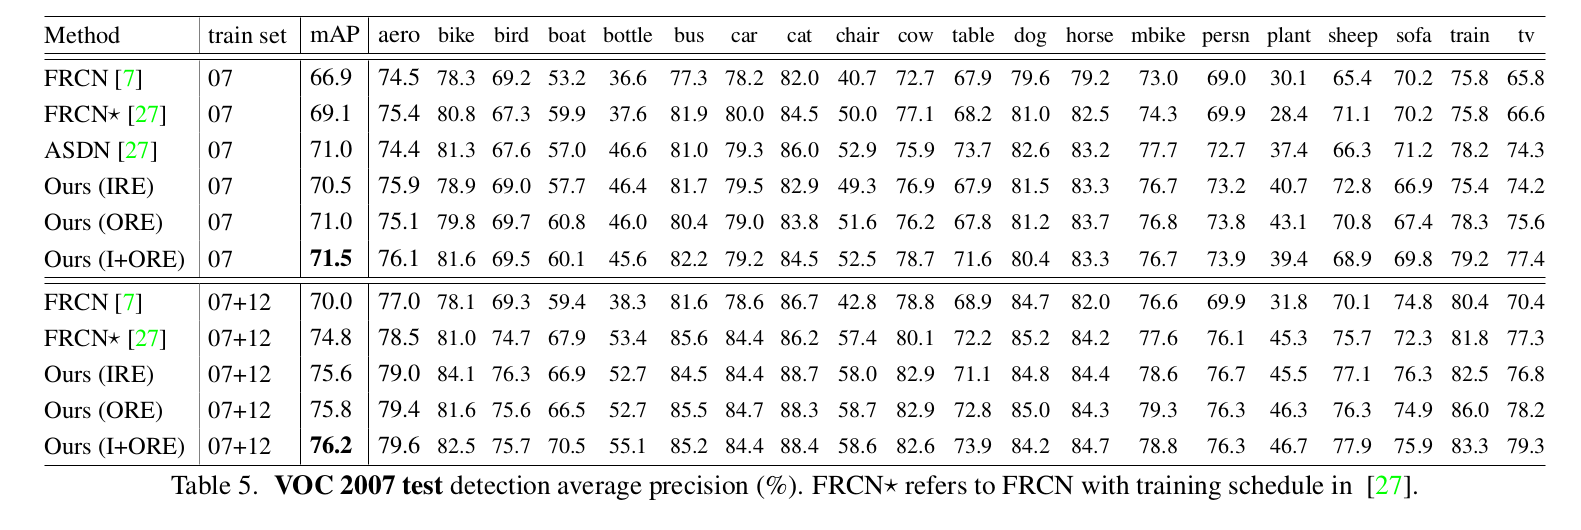 Method train set mAP aero bike bird boat bottle bus car cat chair cow table dog horse mbike persn plant sheep sofa train tv
FRCN [7] 07 66.9 74.5 78.3 69.2 53.2 36.6 77.3 78.2 82.0 40.7 72.7 67.9 79.6 79.2 73.0 69.0 30.1 65.4 70.2 75.8 65.8
FRCN⋆ [27] 07 69.1 75.4 80.8 67.3 59.9 37.6 81.9 80.0 84.5 50.0 77.1 68.2 81.0 82.5 74.3 69.9 28.4 71.1 70.2 75.8 66.6
ASDN [27] 07 71.0 74.4 81.3 67.6 57.0 46.6 81.0 79.3 86.0 52.9 75.9 73.7 82.6 83.2 77.7 72.7 37.4 66.3 71.2 78.2 74.3
Ours (IRE) 07 70.5 75.9 78.9 69.0 57.7 46.4 81.7 79.5 82.9 49.3 76.9 67.9 81.5 83.3 76.7 73.2 40.7 72.8 66.9 75.4 74.2
Ours (ORE) 07 71.0 75.1 79.8 69.7 60.8 46.0 80.4 79.0 83.8 51.6 76.2 67.8 81.2 83.7 76.8 73.8 43.1 70.8 67.4 78.3 75.6
Ours (I+ORE) 07 71.5 76.1 81.6 69.5 60.1 45.6 82.2 79.2 84.5 52.5 78.7 71.6 80.4 83.3 76.7 73.9 39.4 68.9 69.8 79.2 77.4
FRCN [7] 07+12 70.0 77.0 78.1 69.3 59.4 38.3 81.6 78.6 86.7 42.8 78.8 68.9 84.7 82.0 76.6 69.9 31.8 70.1 74.8 80.4 70.4
FRCN⋆ [27] 07+12 74.8 78.5 81.0 74.7 67.9 53.4 85.6 84.4 86.2 57.4 80.1 72.2 85.2 84.2 77.6 76.1 45.3 75.7 72.3 81.8 77.3
Ours (IRE) 07+12 75.6 79.0 84.1 76.3 66.9 52.7 84.5 84.4 88.7 58.0 82.9 71.1 84.8 84.4 78.6 76.7 45.5 77.1 76.3 82.5 76.8
Ours (ORE) 07+12 75.8 79.4 81.6 75.6 66.5 52.7 85.5 84.7 88.3 58.7 82.9 72.8 85.0 84.3 79.3 76.3 46.3 76.3 74.9 86.0 78.2
Ours (I+ORE) 07+12 76.2 79.6 82.5 75.7 70.5 55.1 85.2 84.4 88.4 58.6 82.6 73.9 84.2 84.7 78.8 76.3 46.7 77.9 75.9 83.3 79.3
Table 5. VOC 2007 test detection average precision (%). FRCN⋆ refers to FRCN with training schedule in [27].